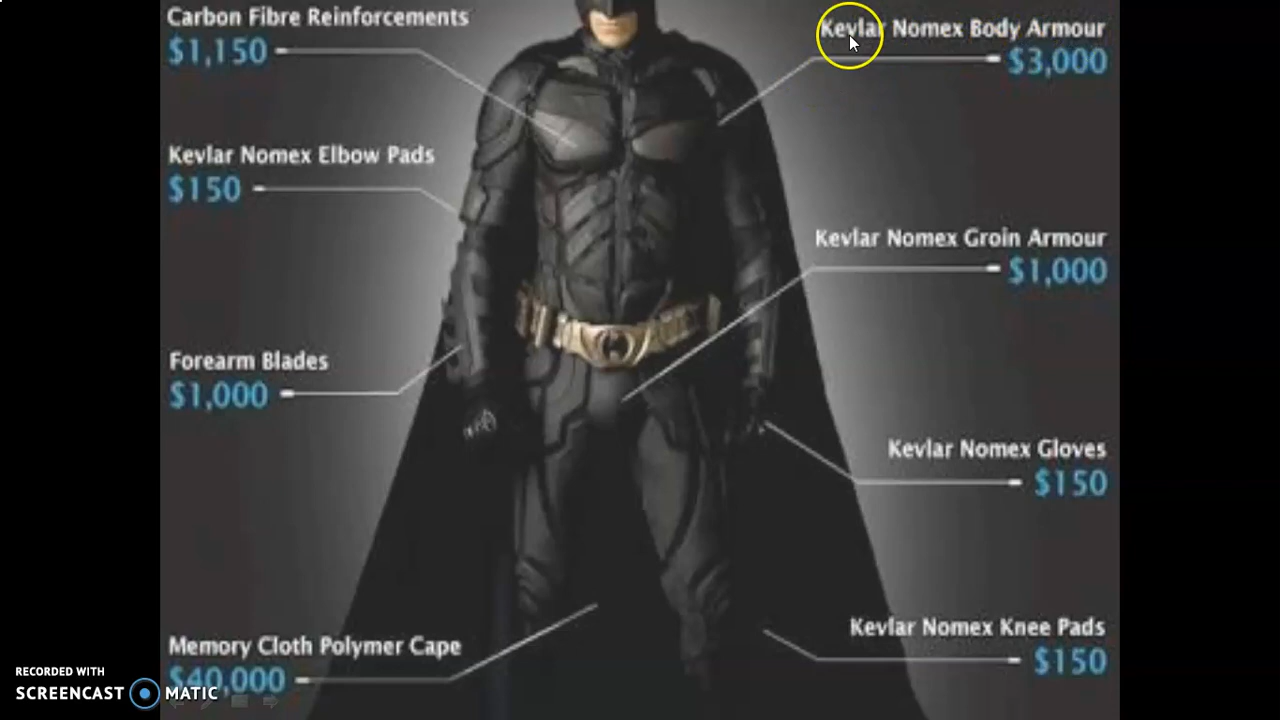 Carbon Fibre Reinforcements
$1,150
Kevlar Nomex Body Armour
$3,000
Kevlar Nomex Elbow Pads
$150
Kevlar Nomex Groin Armour
$1,000
Forearm Blades
$1,000
Kevlar Nomex Gloves
$150
Memory Cloth Polymer Cape
$40,000
Kevlar Nomex Knee Pads
$150
RECORDED WITH
SCREENCAST MATIC